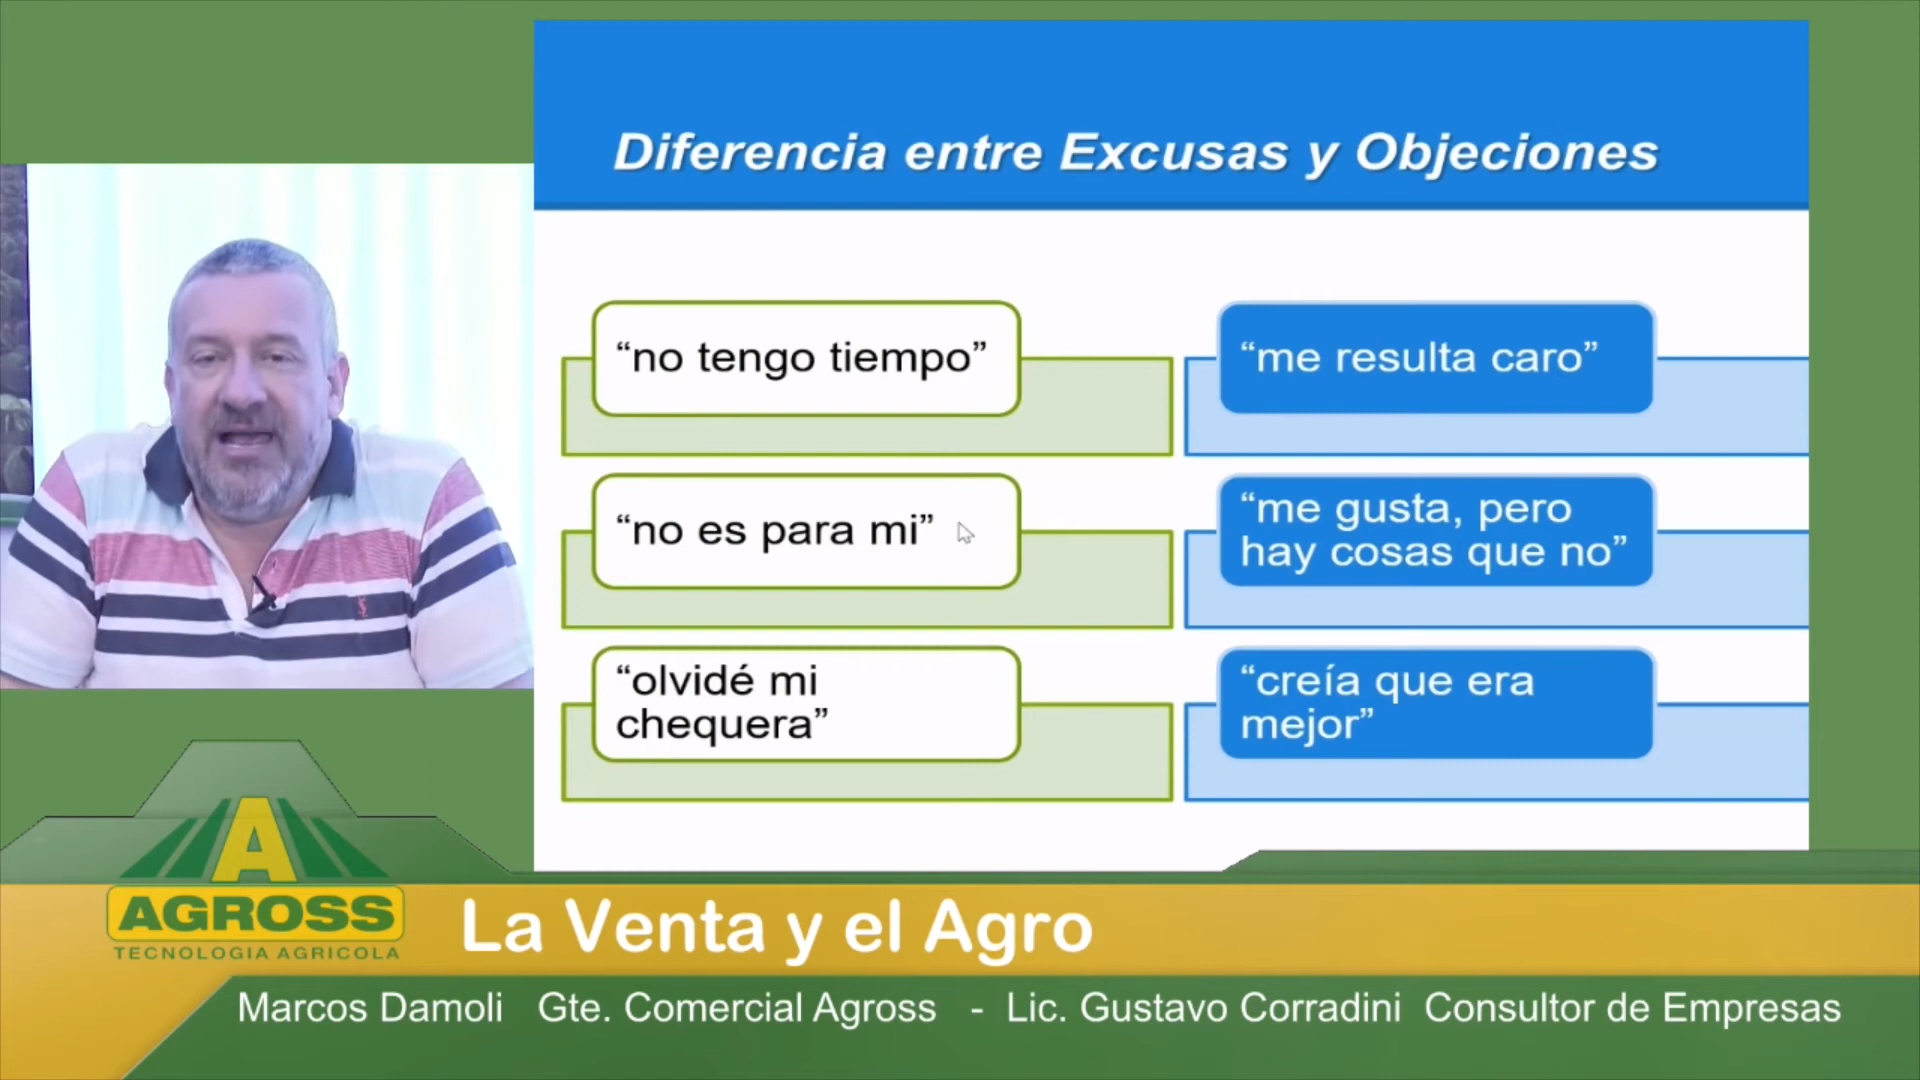 Diferencia entre Excusas y Objeciones
“no tengo tiempo”
“me resulta caro”
“no es para mi”
“me gusta, pero
hay cosas que no”
“olvidé mi
chequera”
“creía que era
mejor”
A
AGROSS
TECNOLOGIA AGRICOLA
La Venta y el Agro
Marcos Damoli Gte. Comercial Agross - Lic. Gustavo Corradini Consultor de Empresas